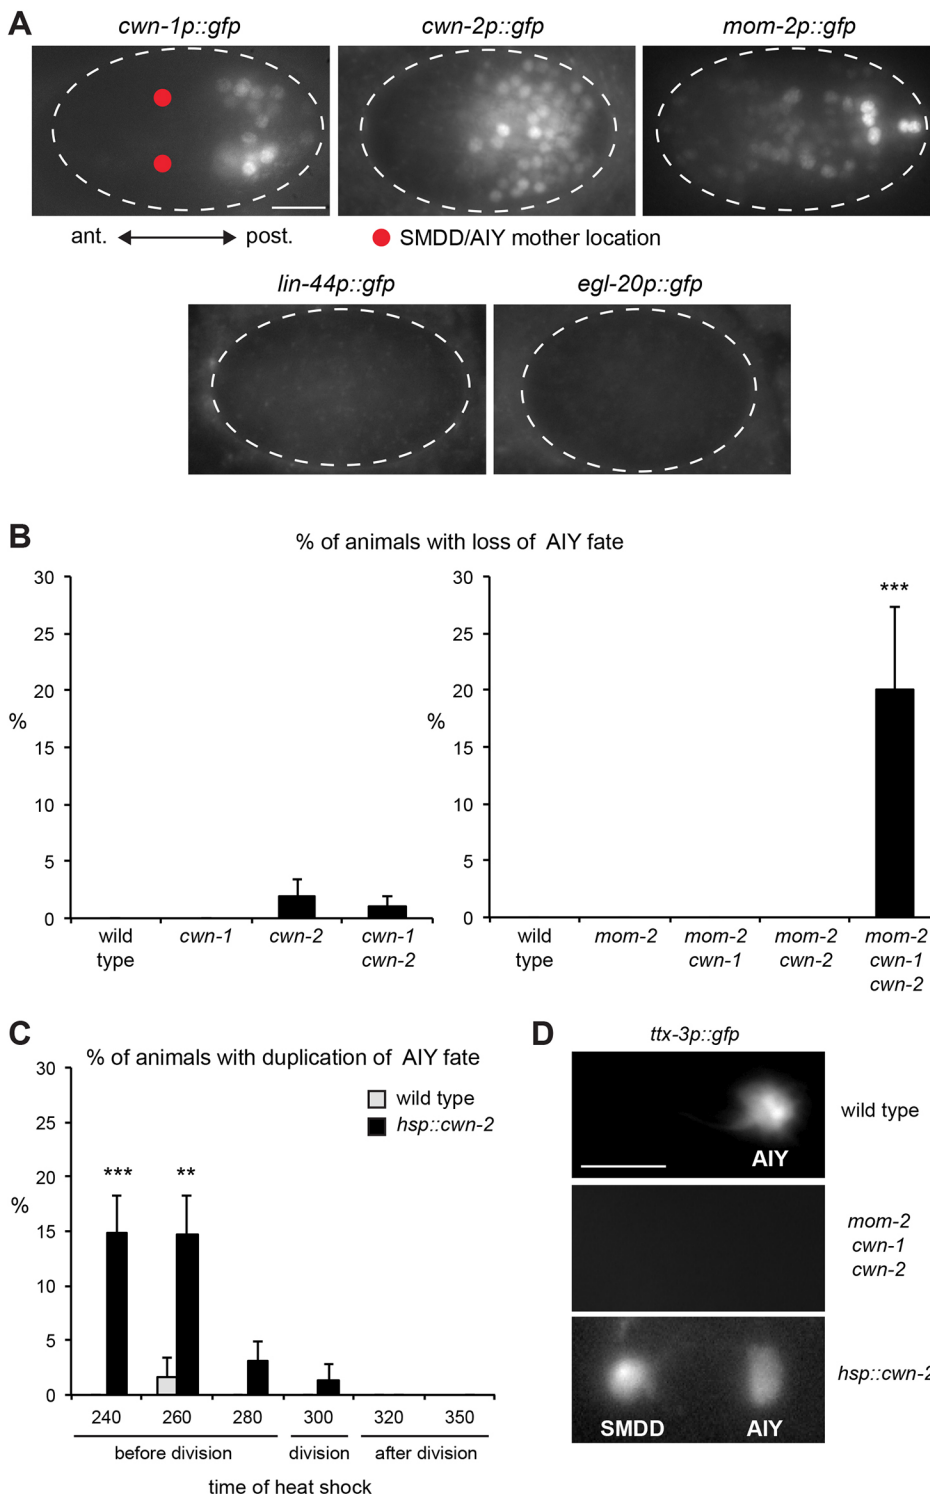 A
cwn-1p::gfp
cwn-2p::gfp
mom-2p::gfp
ant.
post.
SMDD/AIY mother location
lin-44p::gfp
egl-20p::gfp
B
% of animals with loss of AIY fate
30
25
20
%
15
10
5
0
wild
type
cwn-1
cwn-2
cwn-1
cwn-2
***
30
25
20
%
15
10
5
0
wild
type
mom-2
mom-2
cwn-1
mom-2
cwn-2
mom-2
cwn-1
cwn-2
C
% of animals with duplication of AIY fate
30
25
20
%
15
10
5
0
wild type
hsp::cwn-2
***
**
240
260
280
300
320
350
before division
division
after division
time of heat shock
D
ttx-3p::gfp
AIY
wild type
mom-2
cwn-1
cwn-2
SMDD
AIY
hsp::cwn-2